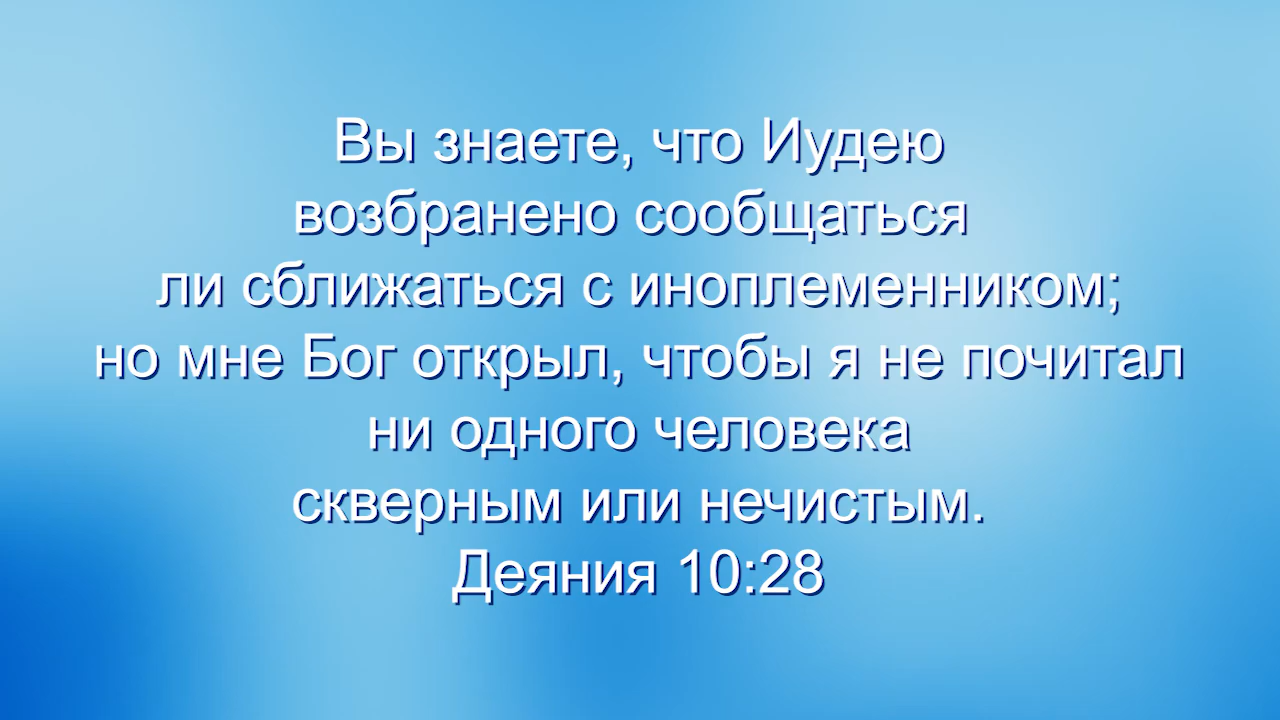 Вы знаете, что Иудею
возбранено сообщаться
ли сближаться с иноплеменником;
но мне Бог открыл, чтобы я не почитал
ни одного человека
скверным или нечистым.
Деяния 10:28